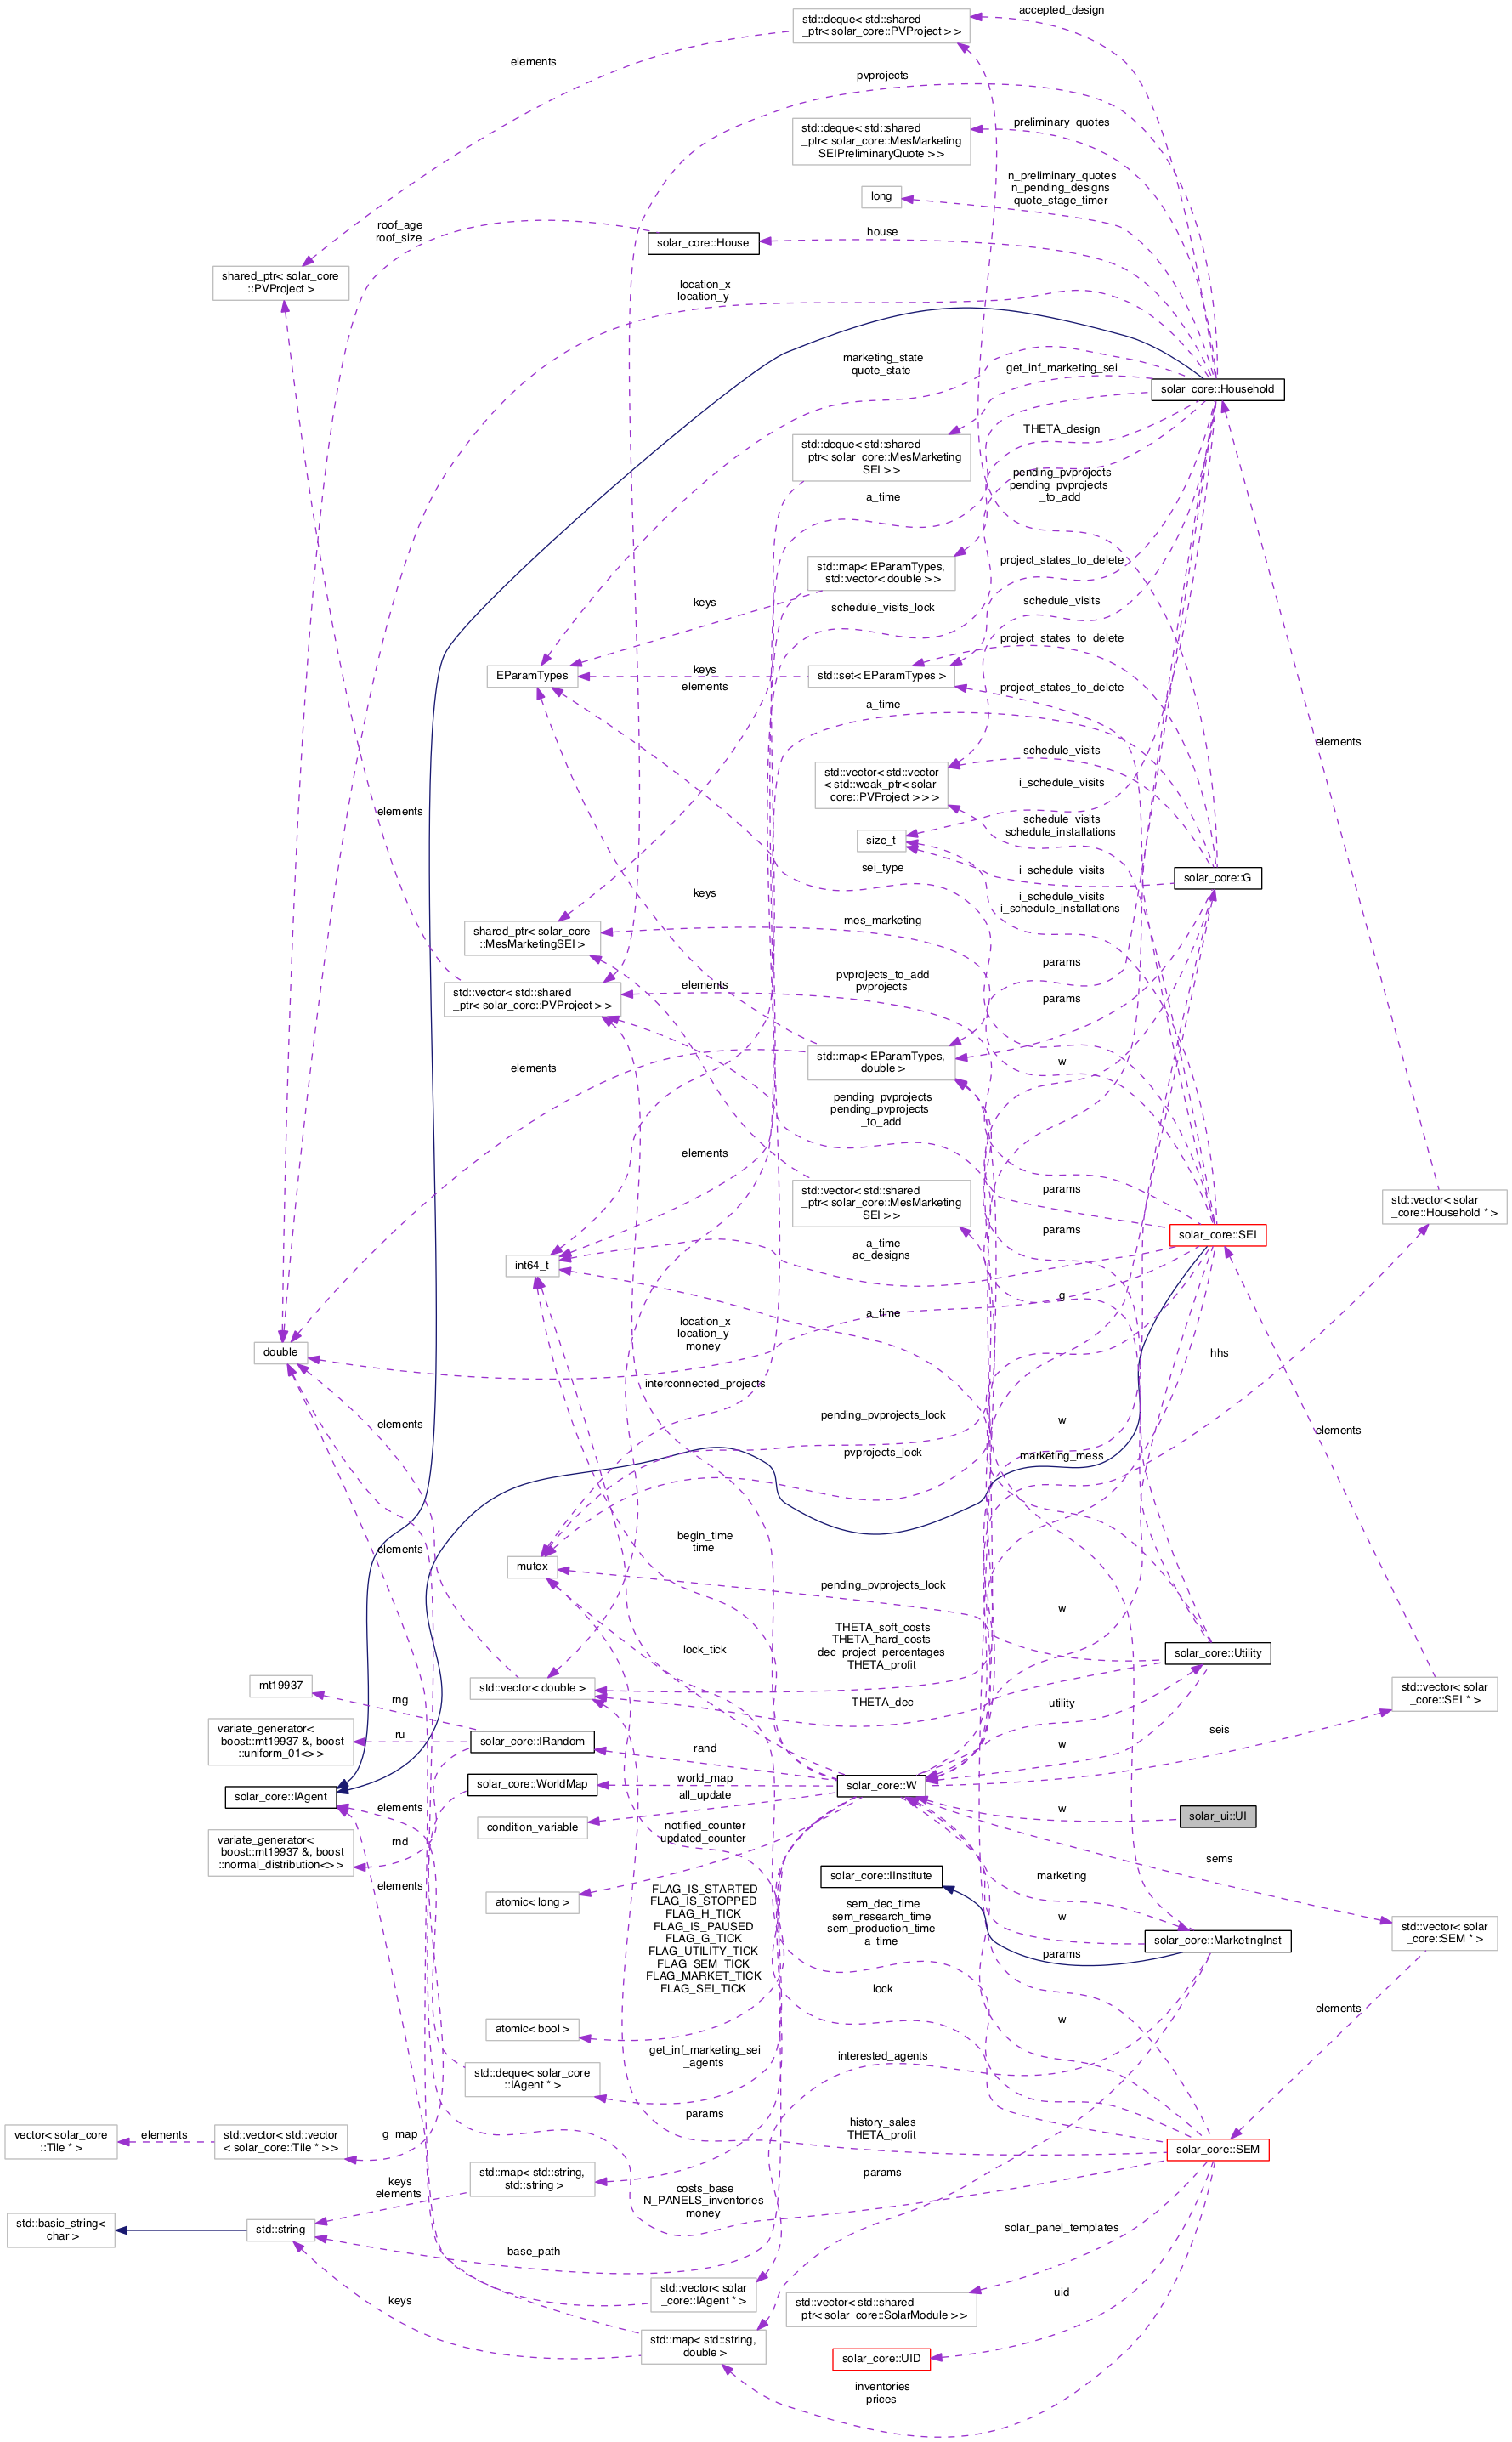 accepted_design
std::deque< std::shared
_ptr< solar_core::PVProject > >
elements
pvprojects
std::deque< std::shared
_ptr< solar_core::MesMarketing
SEIPreliminaryQuote >>
preliminary_quotes
n_preliminary_quotes
n_pending_designs
quote_stage_timer
long
roof_age
roof_size
solar_core::House
house
shared_ptr< solar_core
::PVProject >
location_x
location_y
marketing_state
quote_state
get_inf_marketing_sei
solar_core::Household
THETA_design
std::deque< std::shared
_ptr< solar_core::MesMarketing
SEI >>
pending_pvprojects
pending_pvprojects
_to_add
a_time
std::map< EParamTypes,
std::vector< double >>
project_states_to_delete
keys
schedule_visits_lock
schedule_visits
project_states_to_delete
EParamTypes
keys
std::set< EParamTypes >
elements
project_states_to_delete
a_time
elements
schedule_visits
std::vector< std::vector
< std::weak_ptr< solar
_core::PVProject > > >
i_schedule_visits
elements
schedule_visits
schedule_installations
size_t
sei_type
i_schedule_visits
solar_core::G
keys
i_schedule_visits
i_schedule_installations
mes_marketing
shared_ptr< solar_core
::MesMarketingSEI >
params
pvprojects_to_add
pvprojects
std::vector< std::shared
_ptr< solar_core::PVProject > >
elements
params
elements
std::map< EParamTypes,
double >
w
pending_pvprojects
pending_pvprojects
_to_add
elements
std::vector< std::shared
_ptr< solar_core::MesMarketing
SEI >>
params
std::vector< solar
_core::Household * >
params
solar_core::SEI
a_time
ac_designs
int64_t
g
a_time
location_x
location_y
money
double
hhs
interconnected_projects
pending_pvprojects_lock
elements
w
elements
pvprojects_lock
marketing_mess
begin_time
time
elements
mutex
pending_pvprojects_lock
w
THETA_soft_costs
THETA_hard_costs
dec_project_percentages
THETA_profit
lock_tick
solar_core::Utility
mt19937
rng
std::vector< double >
THETA_dec
utility
std::vector< solar
_core::SEI * >
variate_generator<
boost::mt19937 &, boost
::uniform_01<>>
ru
solar_core::IRandom
rand
w
seis
solar_core::IAgent
solar_core::WorldMap
world_map
solar_core::W
all_update
elements
w
solar_ui::UI
condition_variable
notified_counter
updated_counter
variate_generator<
boost::mt19937 &, boost
::normal_distribution<>>
rnd
sems
solar_core::IInstitute
marketing
elements
FLAG_IS_STARTED
FLAG_IS_STOPPED
FLAG_H_TICK
FLAG_IS_PAUSED
FLAG_G_TICK
FLAG_UTILITY_TICK
FLAG_SEM_TICK
FLAG_MARKET_TICK
FLAG_SEI_TICK
atomic< long >
sem_dec_time
sem_research_time
sem_production_time
a_time
w
params
solar_core::MarketingInst
std::vector< solar
_core::SEM * >
lock
atomic< bool >
w
elements
get_inf_marketing_sei
_agents
interested_agents
std::deque< solar_core
::IAgent * >
params
history_sales
THETA_profit
vector< solar_core
::Tile * >
elements
std::vector< std::vector
< solar_core::Tile * >>
g_map
solar_core::SEM
params
keys
elements
std::map< std::string,
std::string >
costs_base
N_PANELS_inventories
money
std::basic_string<
char >
std::string
solar_panel_templates
base_path
std::vector< solar
_core::IAgent * >
std::vector< std::shared
_ptr< solar_core::SolarModule >>
uid
keys
std::map< std::string,
double >
solar_core::UID
inventories
prices